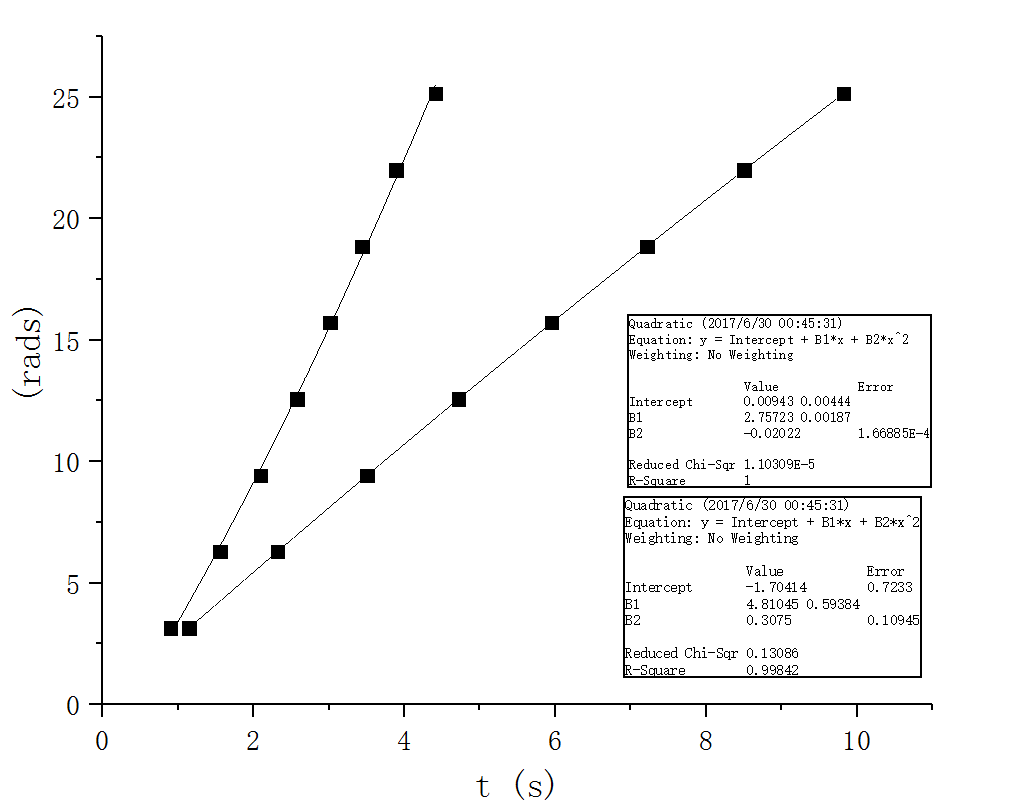 25
20
15
10
5
0
(rads)
0 2 4 6 8 10
t (s)
Quadratic (2017/6/30 00:45:31)
Equation: y = Intercept + B1*x + B2*x^2
Weighting: No Weighting
Value Error
Intercept 0.00943 0.00444
B1 2.75723 0.00187
B2 -0.02022 1.66885E-4
Reduced Chi-Sqr 1.10309E-5
R-Square 1
Quadratic (2017/6/30 00:45:31)
Equation: y = Intercept + B1*x + B2*x^2
Weighting: No Weighting
Value Error
Intercept -1.70414 0.7233
B1 4.81045 0.59384
B2 0.3075 0.10945
Reduced Chi-Sqr 0.13086
R-Square 0.99842